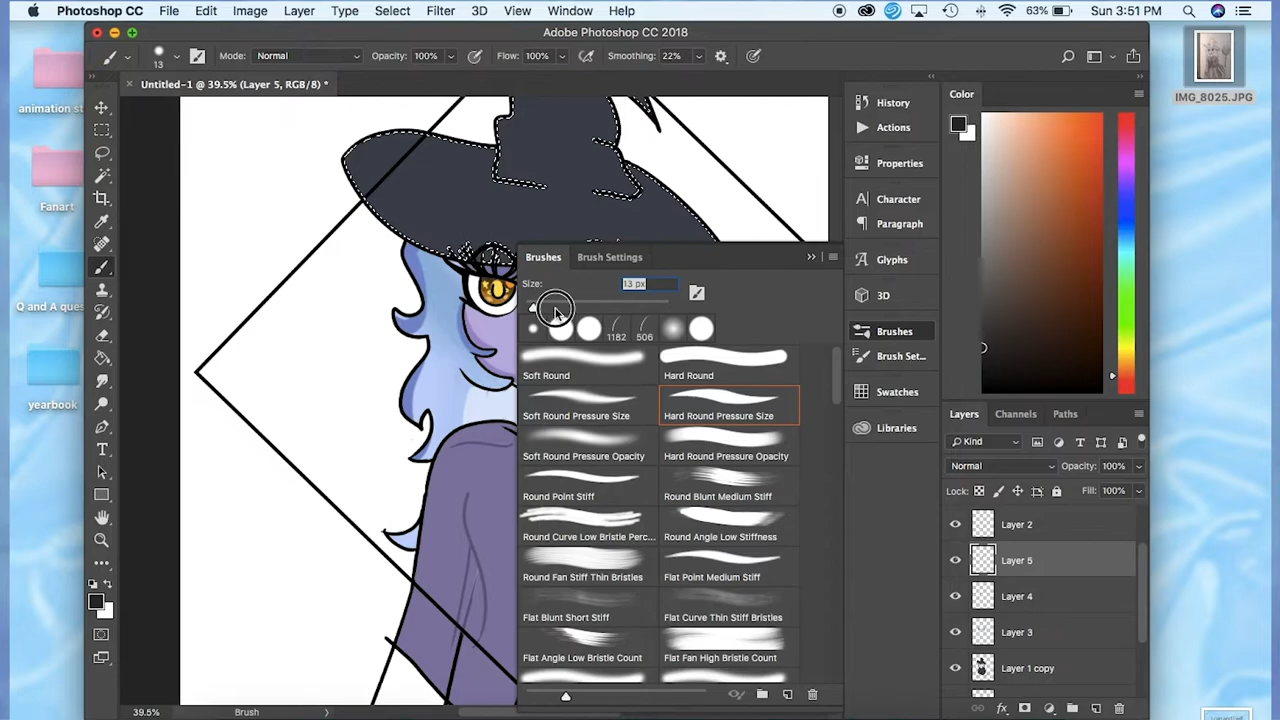 Photoshop CC File Edit Image Layer Type Select Filter 3D View Window Help 63% Sun 3:51 PM
Adobe Photoshop CC 2018
13 Mode: Normal Opacity: 100% Flow: 100% Smoothing: 22%
Untitled-1 @ 39.5% (Layer 5, RGB/8) *
animation st
Fanart
Q and A ques
yearbook
IMG_8025.JPG
Brushes Brush Settings
Size: 13 px
1182 506
Soft Round Hard Round
Soft Round Pressure Size Hard Round Pressure Size
Soft Round Pressure Opacity Hard Round Pressure Opacity
Round Point Stiff Round Blunt Medium Stiff
Round Curve Low Bristle Perc... Round Angle Low Stiffness
Round Fan Stiff Thin Bristles Flat Point Medium Stiff
Flat Blunt Short Stiff Flat Curve Thin Stiff Bristles
Flat Angle Low Bristle Count Flat Fan High Bristle Count
History
Actions
Properties
Character
Paragraph
Glyphs
3D
Brushes
Brush Set...
Swatches
Libraries
Color
Layers Channels Paths
Kind
Normal Opacity: 100%
Lock: Fill: 100%
Layer 2
Layer 5
Layer 4
Layer 3
Layer 1 copy
39.5% Brush